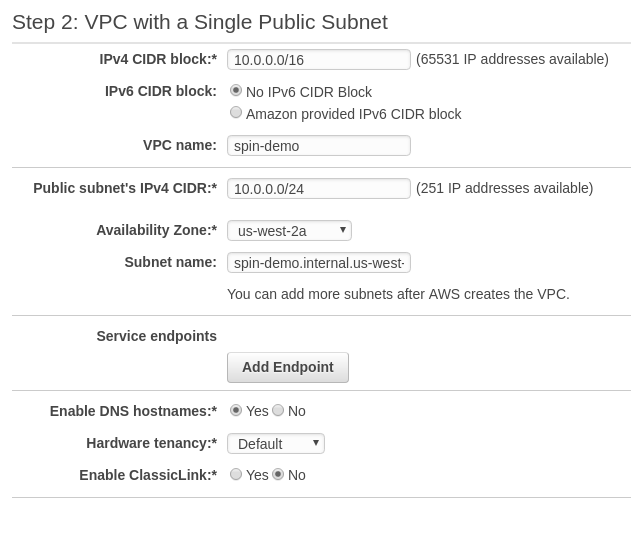 Step 2: VPC with a Single Public Subnet
IPv4 CIDR block:* 10.0.0.0/16 (65531 IP addresses available)
IPv6 CIDR block: No IPv6 CIDR Block
Amazon provided IPv6 CIDR block
VPC name: spin-demo
Public subnet's IPv4 CIDR:* 10.0.0.0/24 (251 IP addresses available)
Availability Zone:* us-west-2a
Subnet name: spin-demo.internal.us-west-
You can add more subnets after AWS creates the VPC.
Service endpoints
Add Endpoint
Enable DNS hostnames:* Yes No
Hardware tenancy:* Default
Enable ClassicLink:* Yes No